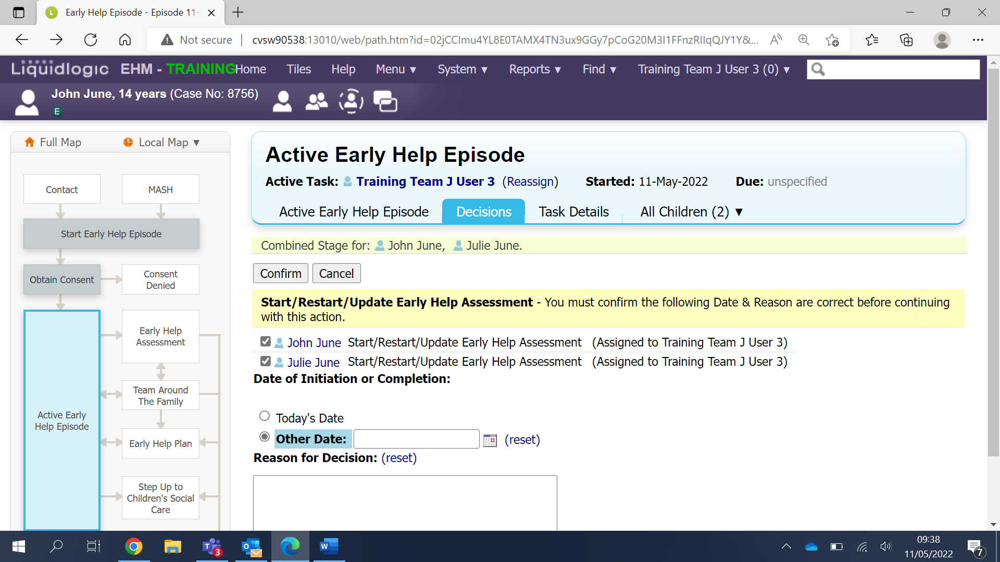 Early Help Episode - Episode 11-
Not secure
cvsw90538:13010/web/path.htm?id=02jCCImu4YL8E0TAMX4TN3ux9GGy7pCoG20M3I1FFnzRIIqQJY1Y&...
Liquidlogic EHM - TRAINING Home Tiles Help Menu ▼ System ▼ Reports ▼ Find ▼ Training Team J User 3 (0) ▼
John June, 14 years (Case No: 8756)
E
Full Map Local Map ▼
Contact MASH
Start Early Help Episode
Obtain Consent
Consent
Denied
Early Help
Assessment
Team Around
The Family
Active Early
Help Episode
Early Help Plan
Step Up to
Children's Social
Care
Active Early Help Episode
Active Task: Training Team J User 3 (Reassign) Started: 11-May-2022 Due: unspecified
Active Early Help Episode Decisions Task Details All Children (2) ▼
Combined Stage for: John June, Julie June.
Confirm Cancel
Start/Restart/Update Early Help Assessment - You must confirm the following Date & Reason are correct before continuing
with this action.
John June Start/Restart/Update Early Help Assessment (Assigned to Training Team J User 3)
Julie June Start/Restart/Update Early Help Assessment (Assigned to Training Team J User 3)
Date of Initiation or Completion:
Today's Date
Other Date: (reset)
Reason for Decision: (reset)
09:38
11/05/2022
3
7